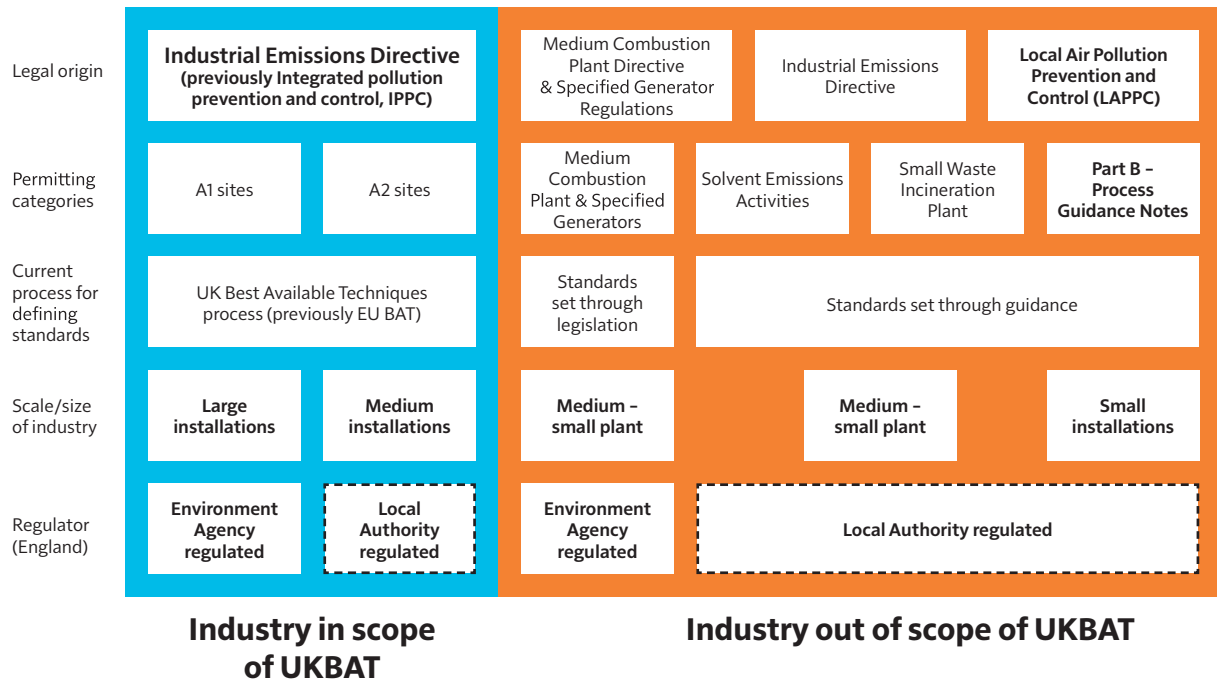 Legal origin
Industrial Emissions Directive
(previously Integrated pollution
prevention and control, IPPC)
Medium Combustion
Plant Directive
& Specified Generator
Regulations
Industrial Emissions
Directive
Local Air Pollution
Prevention and
Control (LAPPC)
Permitting
categories
A1 sites
A2 sites
Medium
Combustion
Plant & Specified
Generators
Solvent Emissions
Activities
Small Waste
Incineration
Plant
Part B –
Process
Guidance Notes
Current
process for
defining
standards
UK Best Available Techniques
process (previously EU BAT)
Standards
set through
legislation
Standards set through guidance
Scale/size
of industry
Large
installations
Medium
installations
Medium –
small plant
Medium –
small plant
Small
installations
Regulator
(England)
Environment
Agency
regulated
Local
Authority
regulated
Environment
Agency
regulated
Local Authority regulated
Industry in scope
of UKBAT
Industry out of scope of UKBAT